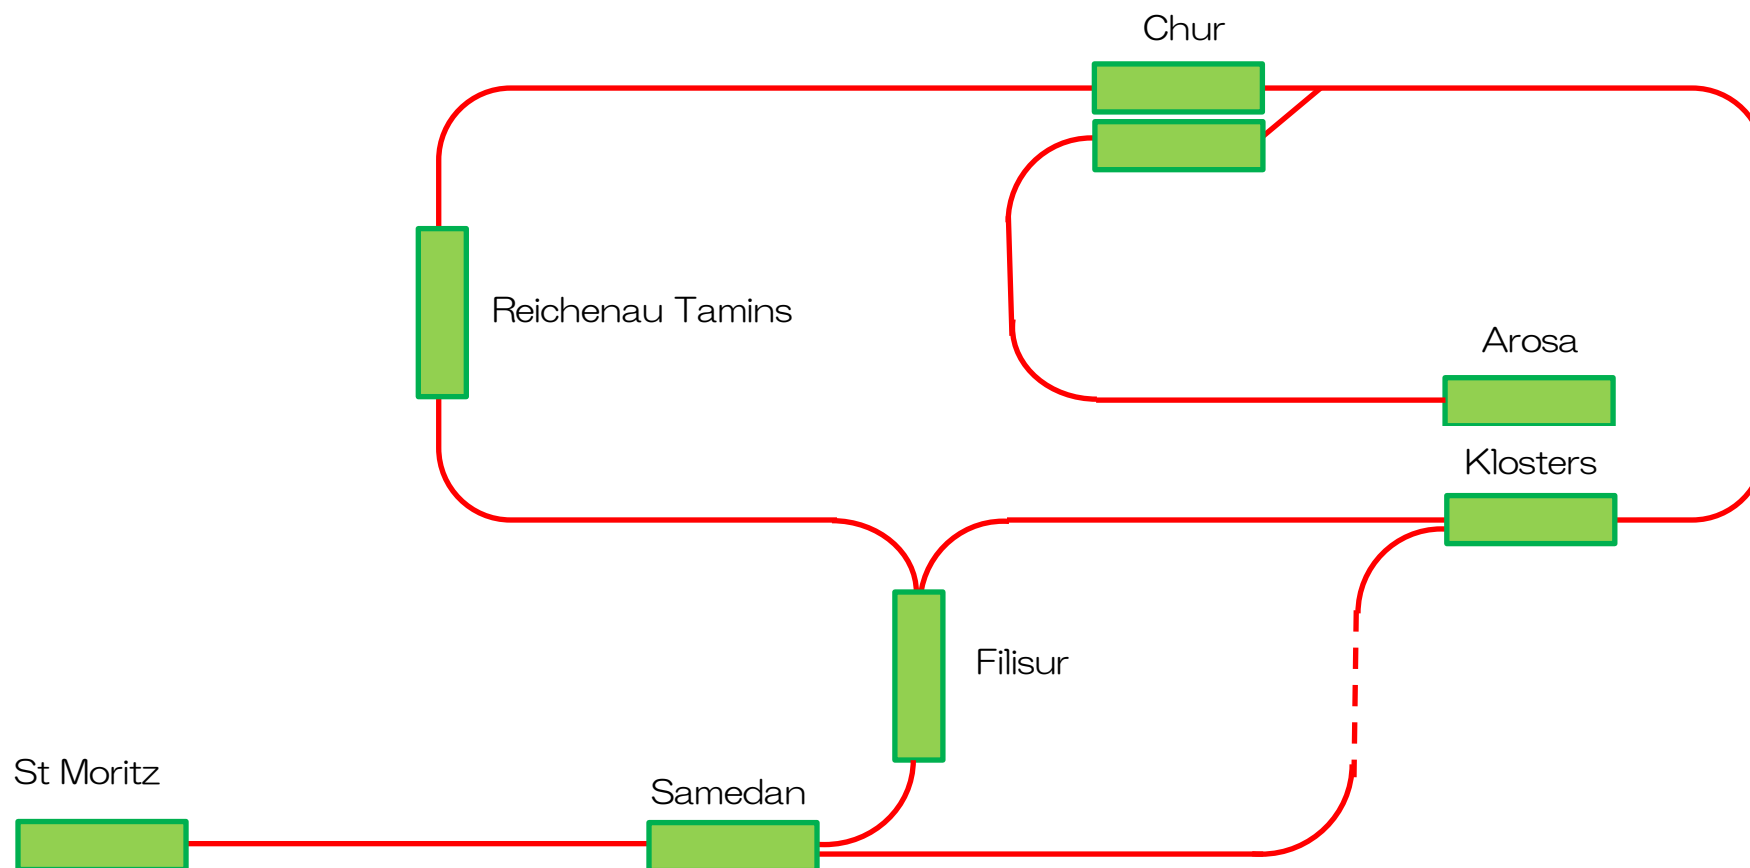 Chur
Reichenau Tamins
Arosa
Klosters
Filisur
St Moritz
Samedan